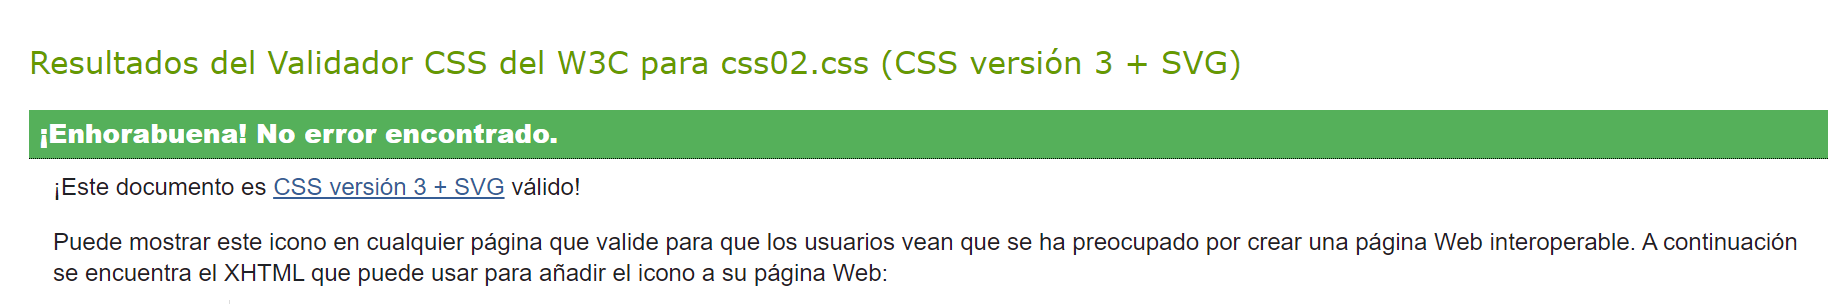 Resultados del Validador CSS del W3C para css02.css (CSS versión 3 + SVG)
¡Enhorabuena! No error encontrado.
¡Este documento es CSS versión 3 + SVG válido!
Puede mostrar este icono en cualquier página que valide para que los usuarios vean que se ha preocupado por crear una página Web interoperable. A continuación
se encuentra el XHTML que puede usar para añadir el icono a su página Web: